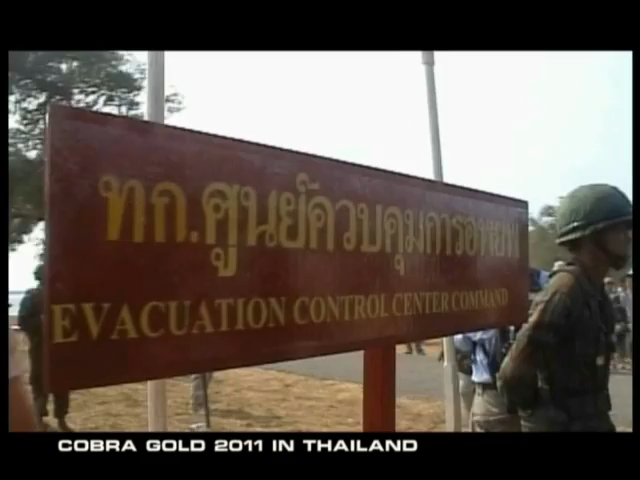 ทก.ศูนย์ควบคุมการอพยพ
EVACUATION CONTROL CENTER COMMAND
COBRA GOLD 2011 IN THAILAND